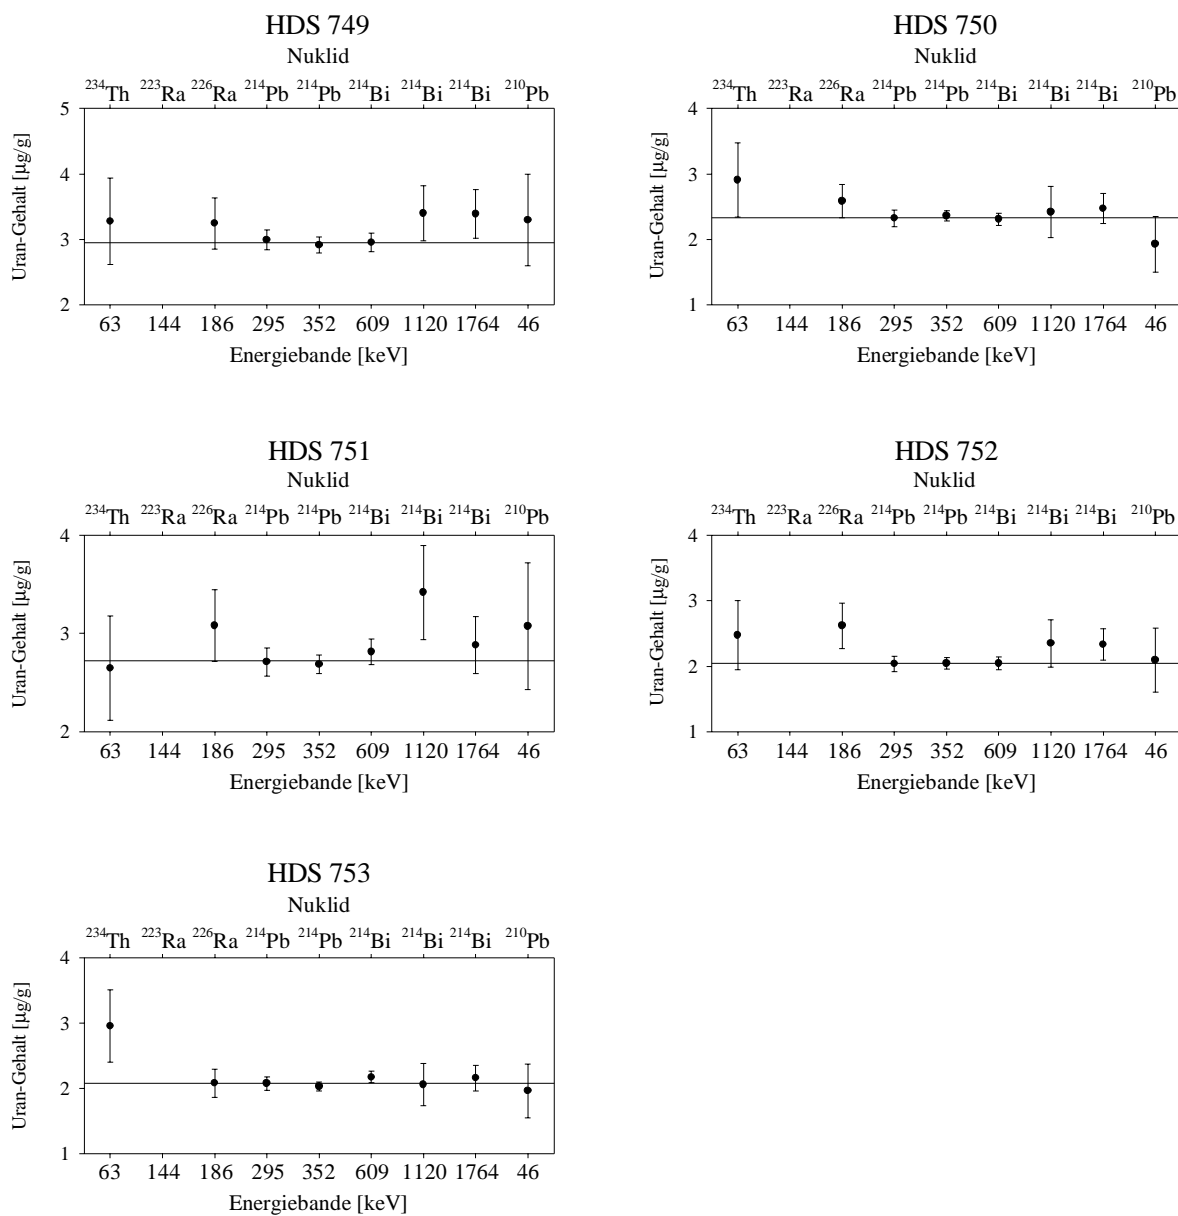 HDS 749
Nuklid
²³⁴Th ²²³Ra ²²⁶Ra ²¹⁴Pb ²¹⁴Pb ²¹⁴Bi ²¹⁴Bi ²¹⁴Bi ²¹⁰Pb
Uran-Gehalt [µg/g]
5
4
3
2
63 144 186 295 352 609 1120 1764 46
Energiebande [keV]
HDS 750
Nuklid
²³⁴Th ²²³Ra ²²⁶Ra ²¹⁴Pb ²¹⁴Pb ²¹⁴Bi ²¹⁴Bi ²¹⁴Bi ²¹⁰Pb
Uran-Gehalt [µg/g]
4
3
2
1
63 144 186 295 352 609 1120 1764 46
Energiebande [keV]
HDS 751
Nuklid
²³⁴Th ²²³Ra ²²⁶Ra ²¹⁴Pb ²¹⁴Pb ²¹⁴Bi ²¹⁴Bi ²¹⁴Bi ²¹⁰Pb
Uran-Gehalt [µg/g]
4
3
2
63 144 186 295 352 609 1120 1764 46
Energiebande [keV]
HDS 752
Nuklid
²³⁴Th ²²³Ra ²²⁶Ra ²¹⁴Pb ²¹⁴Pb ²¹⁴Bi ²¹⁴Bi ²¹⁴Bi ²¹⁰Pb
Uran-Gehalt [µg/g]
4
3
2
1
63 144 186 295 352 609 1120 1764 46
Energiebande [keV]
HDS 753
Nuklid
²³⁴Th ²²³Ra ²²⁶Ra ²¹⁴Pb ²¹⁴Pb ²¹⁴Bi ²¹⁴Bi ²¹⁴Bi ²¹⁰Pb
Uran-Gehalt [µg/g]
4
3
2
1
63 144 186 295 352 609 1120 1764 46
Energiebande [keV]